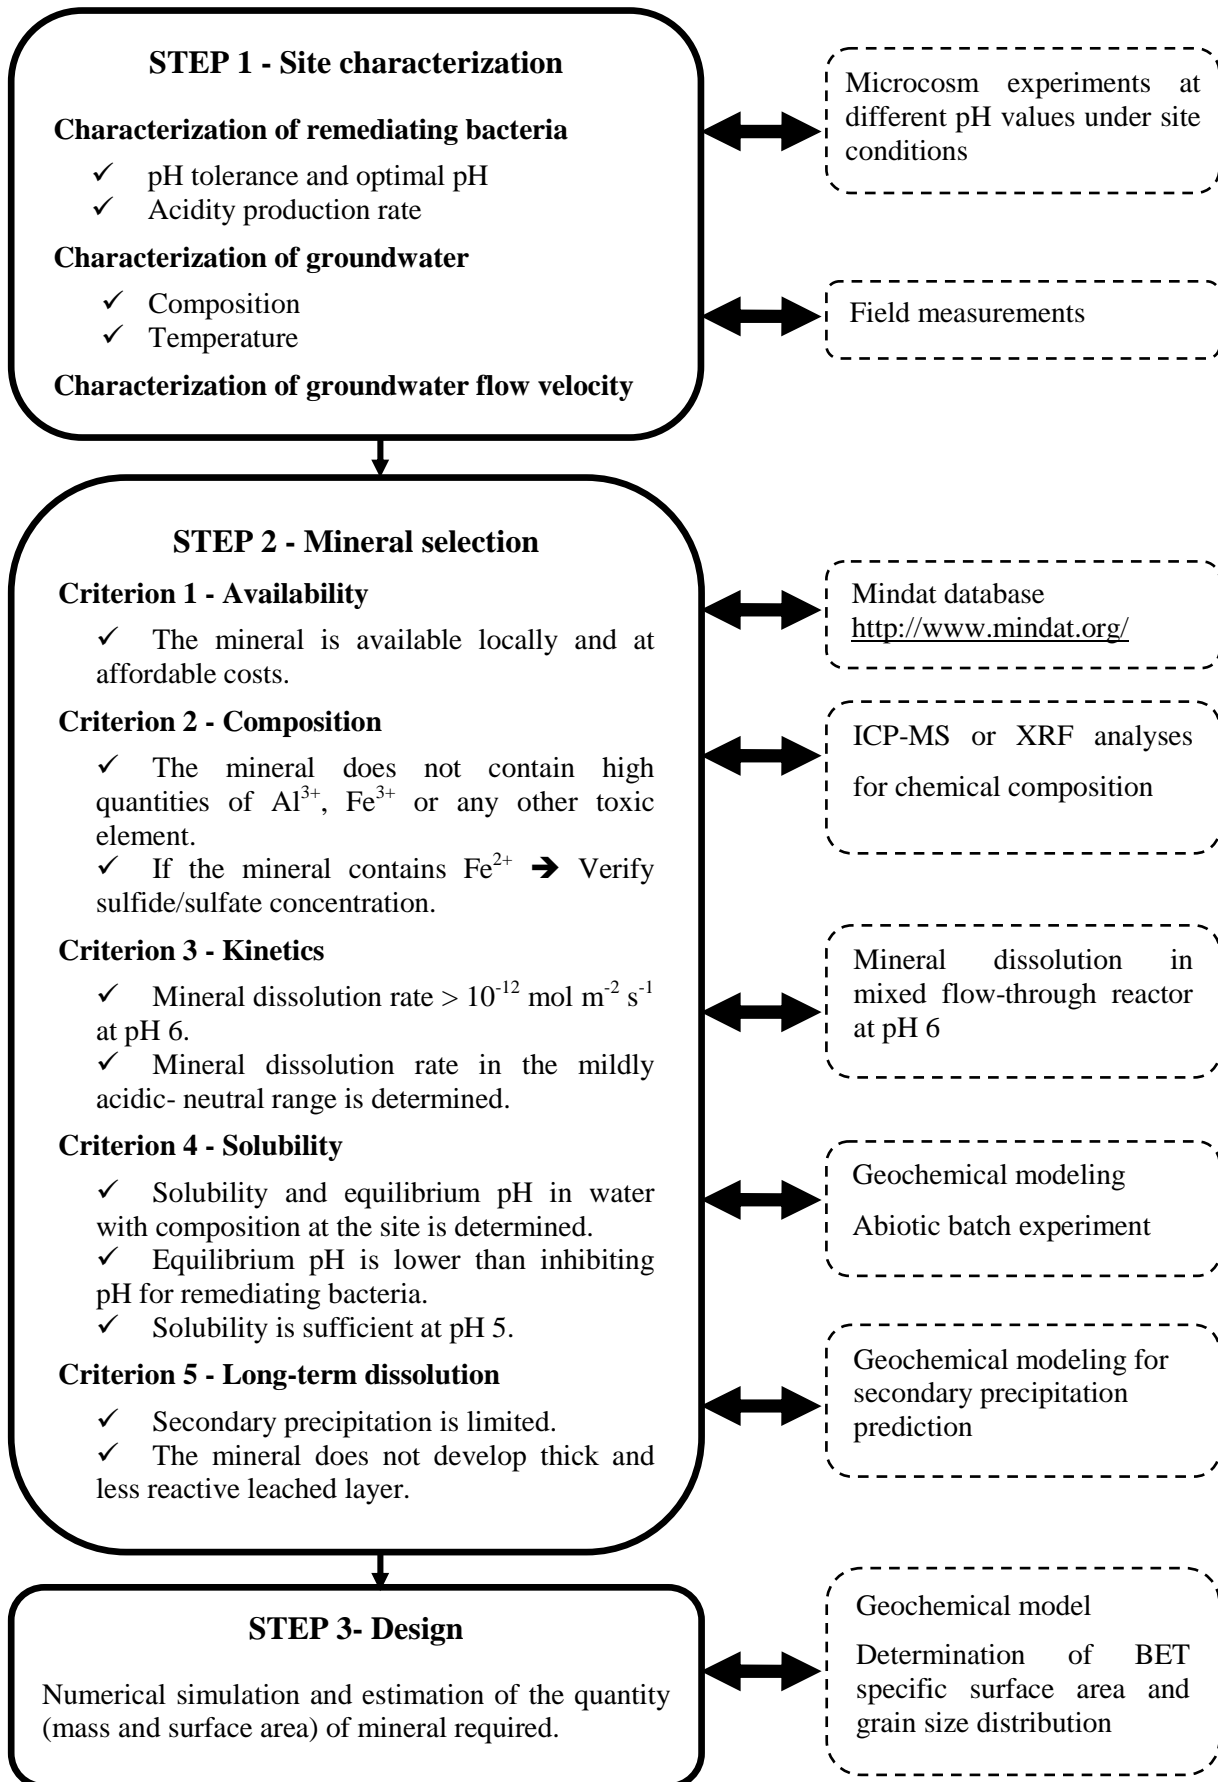 STEP 1 - Site characterization
Characterization of remediating bacteria
✓ pH tolerance and optimal pH
✓ Acidity production rate
Characterization of groundwater
✓ Composition
✓ Temperature
Characterization of groundwater flow velocity
Microcosm experiments at
different pH values under site
conditions
Field measurements
STEP 2 - Mineral selection
Criterion 1 - Availability
✓ The mineral is available locally and at
affordable costs.
Criterion 2 - Composition
✓ The mineral does not contain high
quantities of Al³⁺, Fe³⁺ or any other toxic
element.
✓ If the mineral contains Fe²⁺ ➔ Verify
sulfide/sulfate concentration.
Criterion 3 - Kinetics
✓ Mineral dissolution rate > 10⁻¹² mol m⁻² s⁻¹
at pH 6.
✓ Mineral dissolution rate in the mildly
acidic- neutral range is determined.
Criterion 4 - Solubility
✓ Solubility and equilibrium pH in water
with composition at the site is determined.
✓ Equilibrium pH is lower than inhibiting
pH for remediating bacteria.
✓ Solubility is sufficient at pH 5.
Criterion 5 - Long-term dissolution
✓ Secondary precipitation is limited.
✓ The mineral does not develop thick and
less reactive leached layer.
Mindat database
http://www.mindat.org/
ICP-MS or XRF analyses
for chemical composition
Mineral dissolution in
mixed flow-through reactor
at pH 6
Geochemical modeling
Abiotic batch experiment
Geochemical modeling for
secondary precipitation
prediction
STEP 3- Design
Numerical simulation and estimation of the quantity
(mass and surface area) of mineral required.
Geochemical model
Determination of BET
specific surface area and
grain size distribution